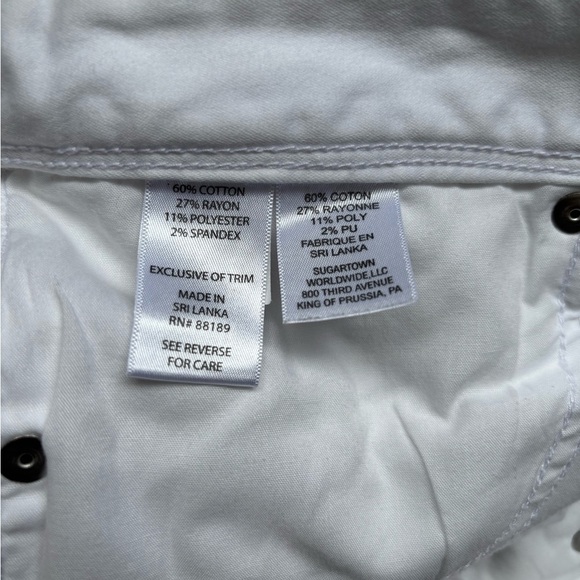 60% COTTON
27% RAYON
11% POLYESTER
2% SPANDEX
EXCLUSIVE OF TRIM
MADE IN
SRI LANKA
RN# 88189
SEE REVERSE
FOR CARE
60% COTON
27% RAYONNE
11% POLY
2% PU
FABRIQUE EN
SRI LANKA
SUGARTOWN
WORLDWIDE,LLC
800 THIRD AVENUE
KING OF PRUSSIA, PA